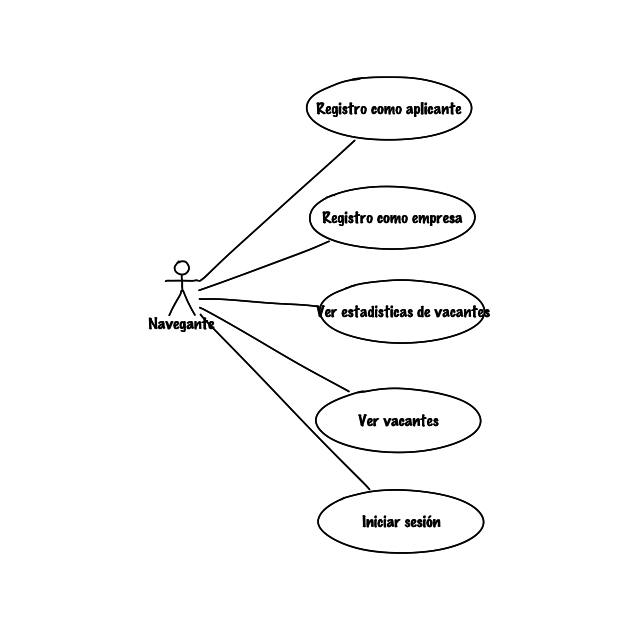 Registro como aplicante
Registro como empresa
Ver estadisticas de vacantes
Navegante
Ver vacantes
Iniciar sesión